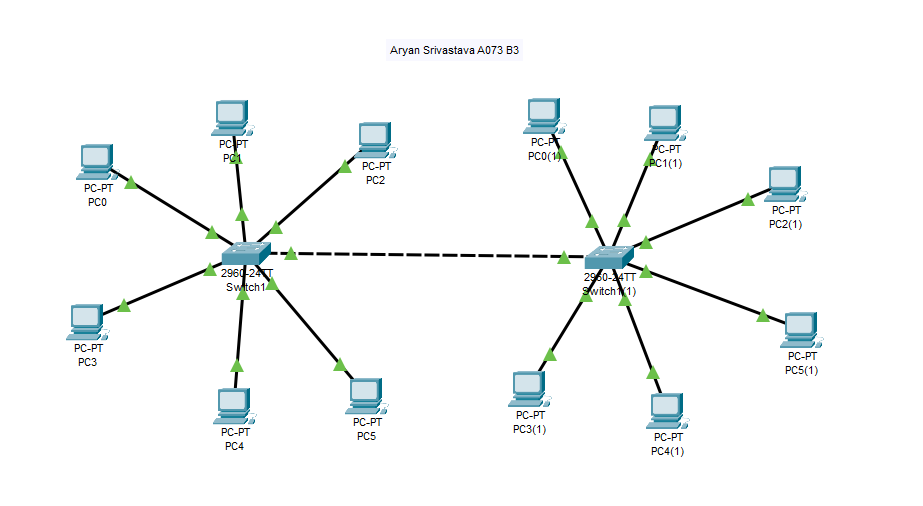 Aryan Srivastava A073 B3
PC-PT
PC0
PC-PT
PC1
PC-PT
PC2
PC-PT
PC0(1)
PC-PT
PC1(1)
PC-PT
PC2(1)
2960-24TT
Switch1
2960-24TT
Switch1(1)
PC-PT
PC3
PC-PT
PC4
PC-PT
PC5
PC-PT
PC3(1)
PC-PT
PC4(1)
PC-PT
PC5(1)